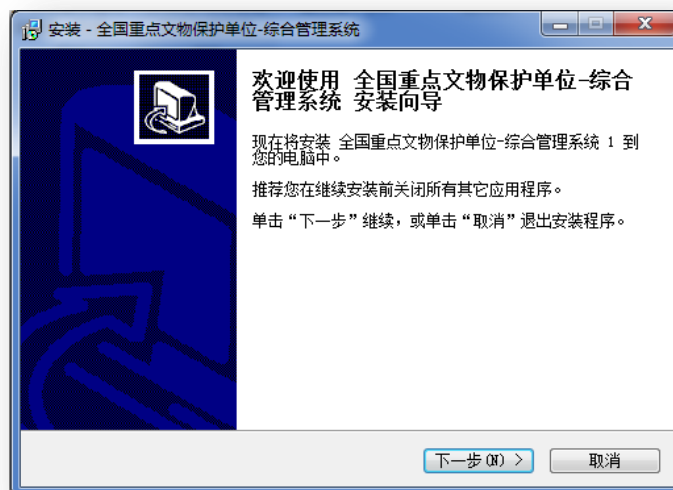 安装 - 全国重点文物保护单位-综合管理系统
欢迎使用 全国重点文物保护单位-综合
管理系统 安装向导
现在将安装 全国重点文物保护单位-综合管理系统 1 到
您的电脑中。
推荐您在继续安装前关闭所有其它应用程序。
单击“下一步”继续，或单击“取消”退出安装程序。
下一步(N) >
取消